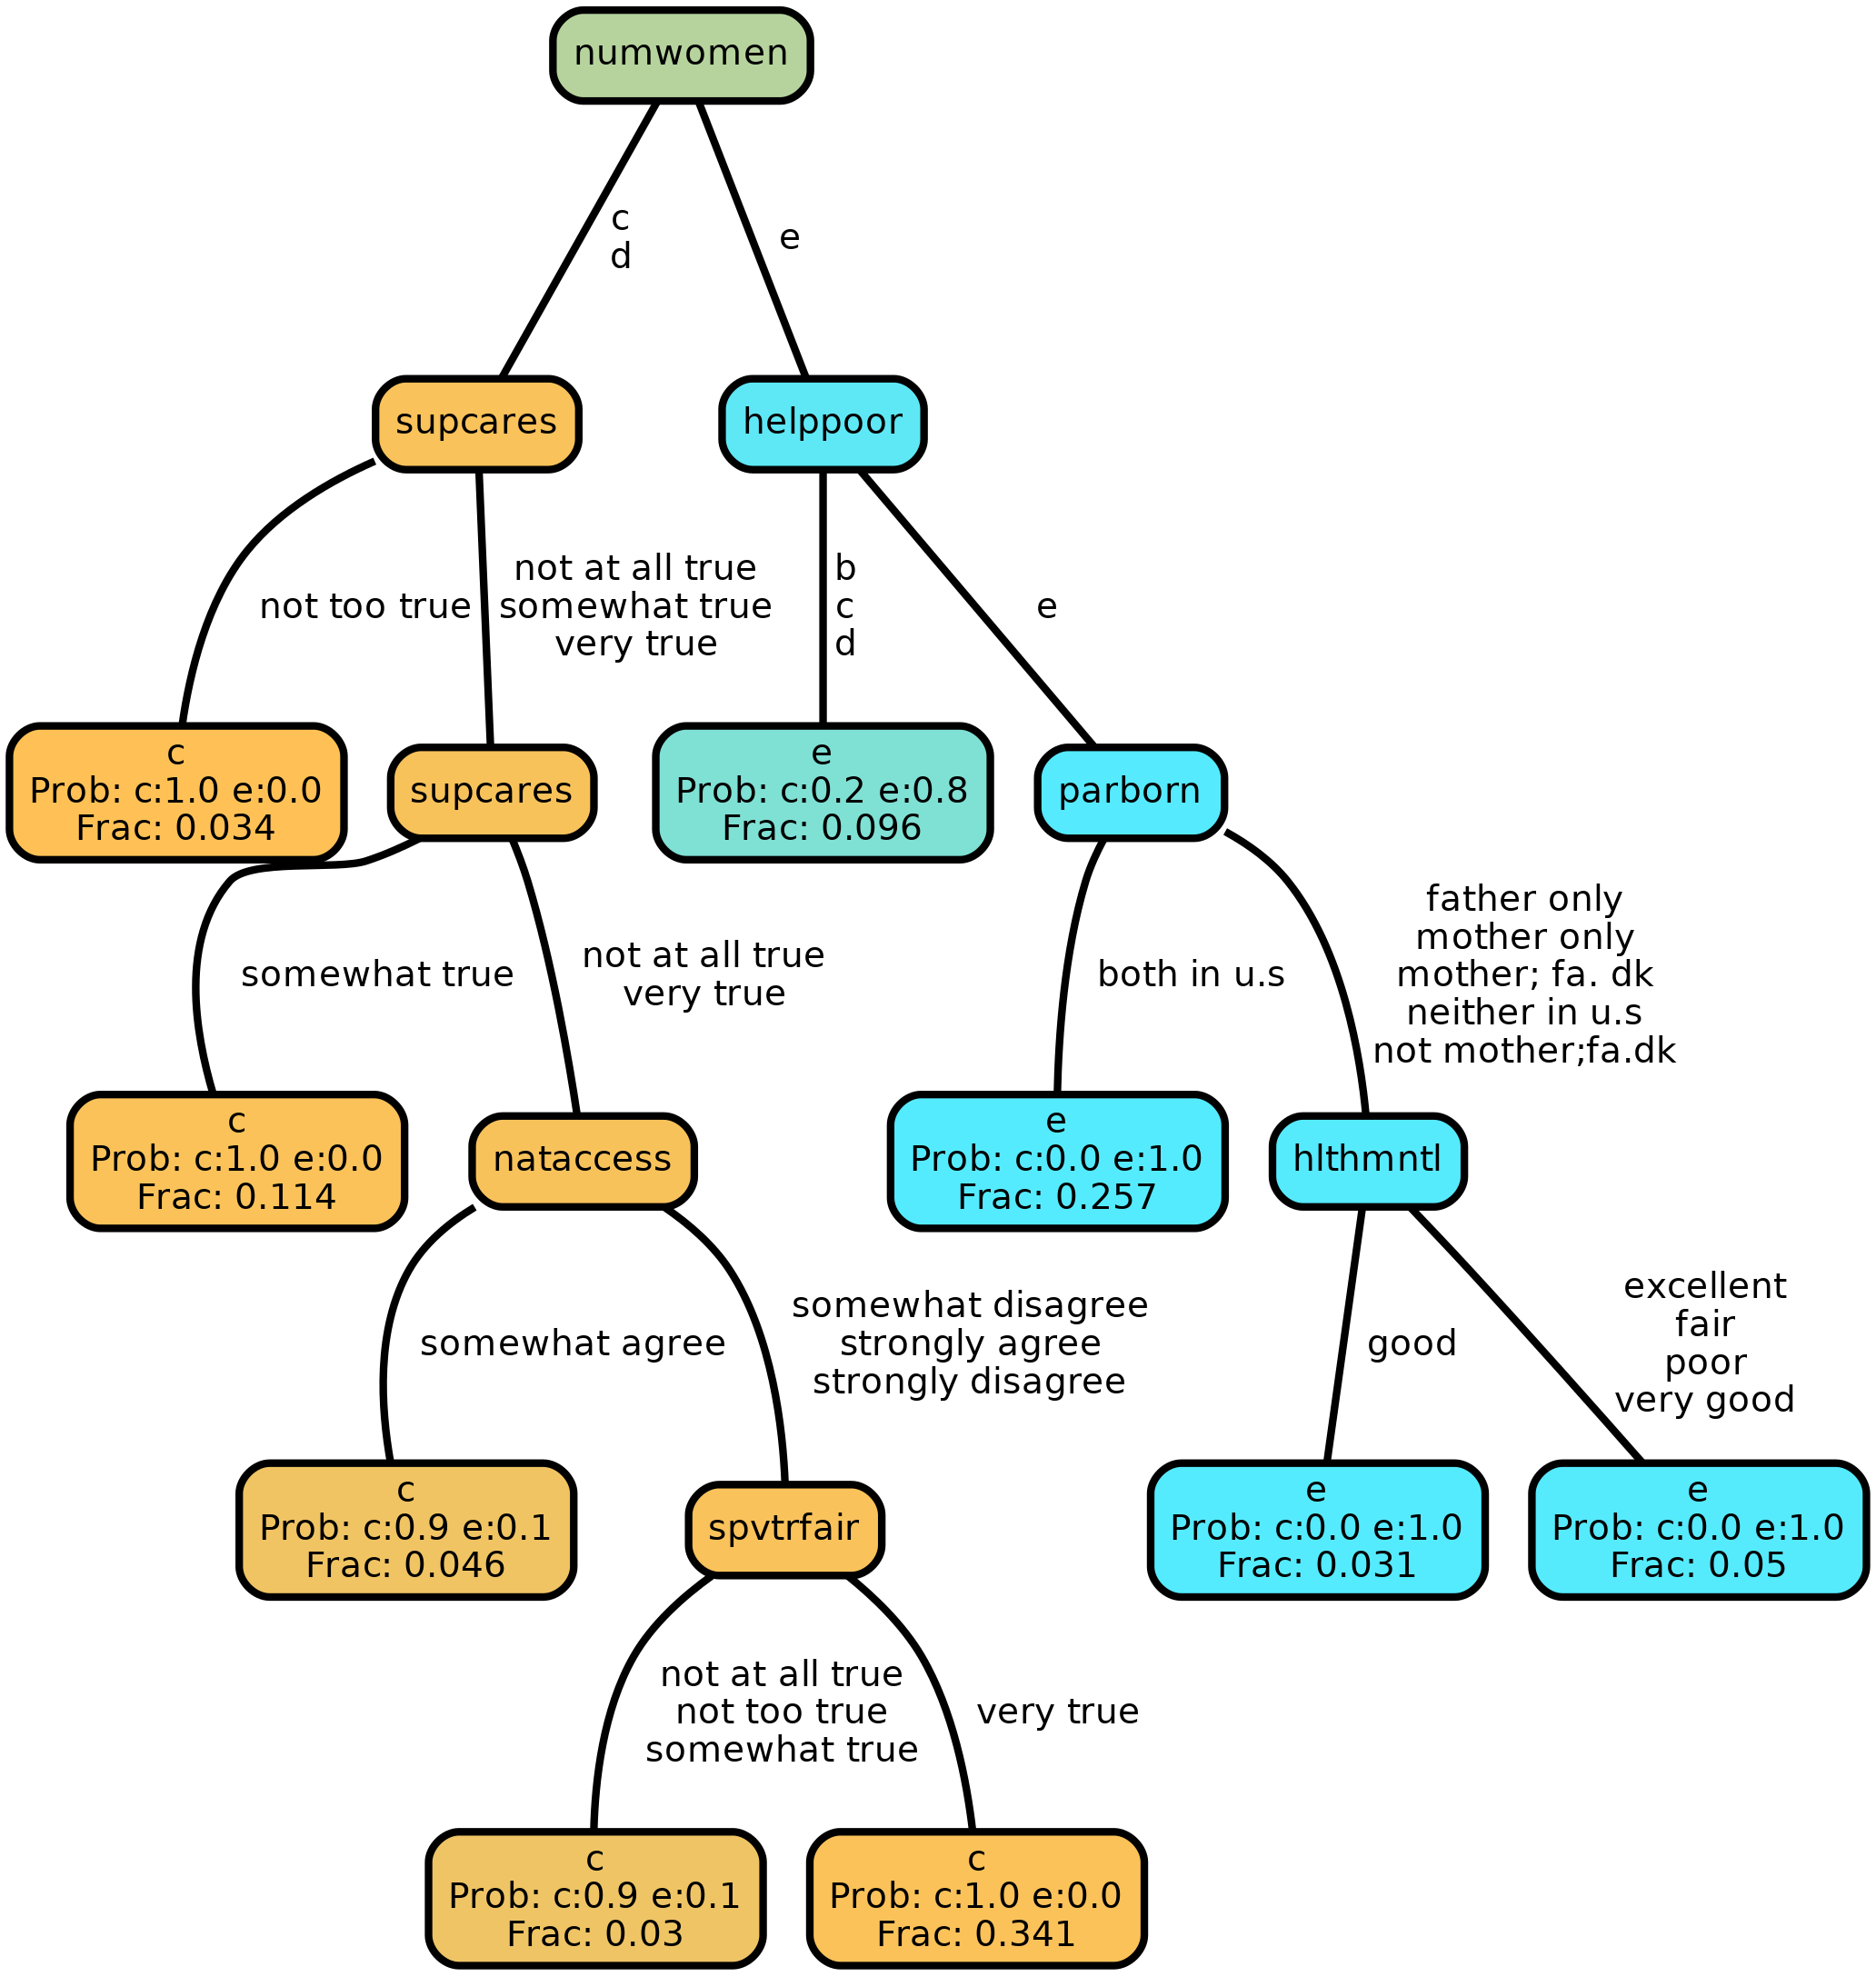 numwomen
c
d
e
supcares
helppoor
not too true
not at all true
somewhat true
very true
b
c
d
e
c
Prob: c:1.0 e:0.0
Frac: 0.034
supcares
e
Prob: c:0.2 e:0.8
Frac: 0.096
parborn
somewhat true
not at all true
very true
both in u.s
father only
mother only
mother; fa. dk
neither in u.s
not mother;fa.dk
c
Prob: c:1.0 e:0.0
Frac: 0.114
nataccess
e
Prob: c:0.0 e:1.0
Frac: 0.257
hlthmntl
somewhat agree
somewhat disagree
strongly agree
strongly disagree
good
excellent
fair
poor
very good
c
Prob: c:0.9 e:0.1
Frac: 0.046
spvtrfair
e
Prob: c:0.0 e:1.0
Frac: 0.031
e
Prob: c:0.0 e:1.0
Frac: 0.05
not at all true
not too true
somewhat true
very true
c
Prob: c:0.9 e:0.1
Frac: 0.03
c
Prob: c:1.0 e:0.0
Frac: 0.341